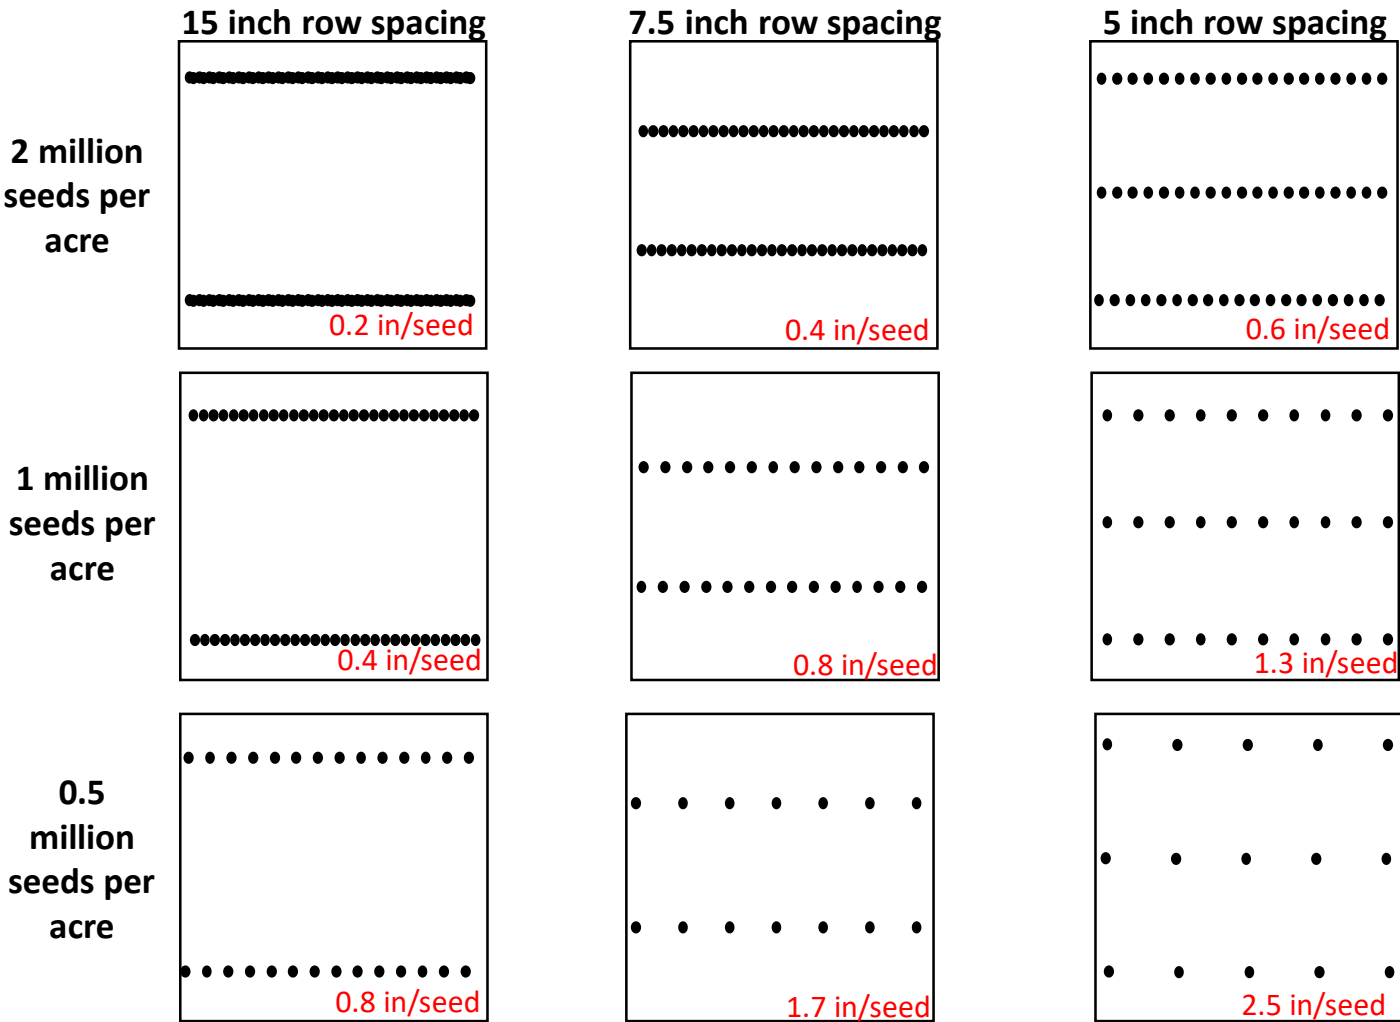 15 inch row spacing
7.5 inch row spacing
5 inch row spacing
2 million
seeds per
acre
0.2 in/seed
0.4 in/seed
0.6 in/seed
1 million
seeds per
acre
0.4 in/seed
0.8 in/seed
1.3 in/seed
0.5
million
seeds per
acre
0.8 in/seed
1.7 in/seed
2.5 in/seed